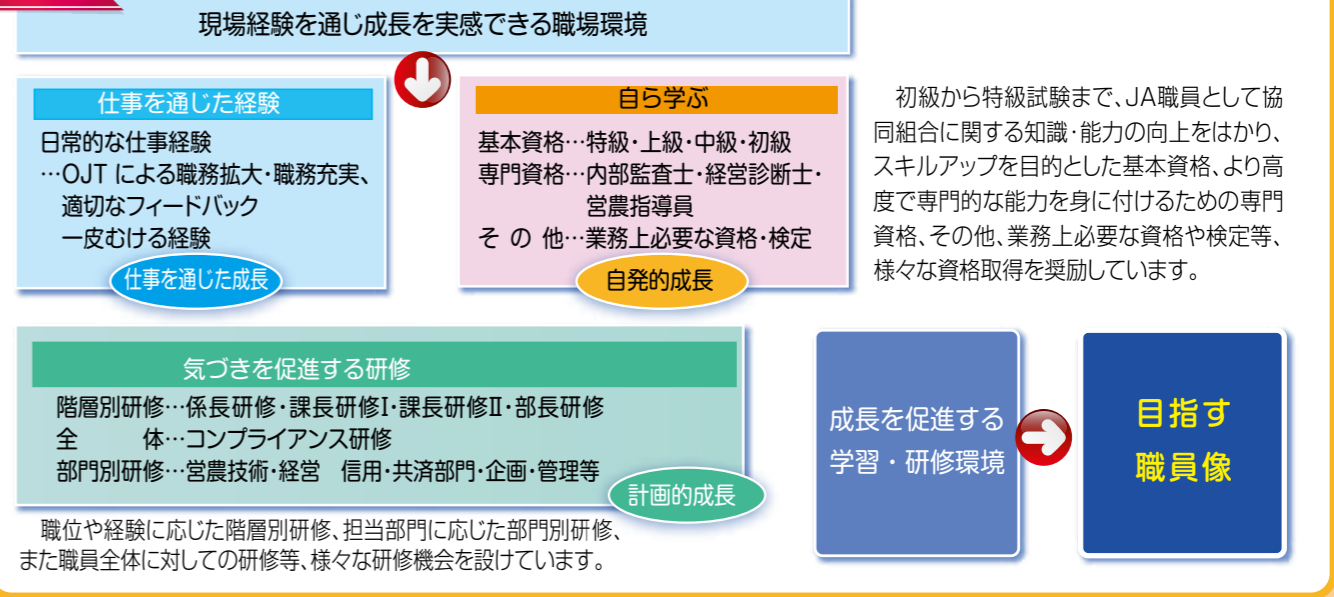 現場経験を通じ成長を実感できる職場環境
仕事を通じた経験
日常的な仕事経験
…OJT による職務拡大・職務充実、
適切なフィードバック
一皮むける経験
仕事を通じた成長
自ら学ぶ
基本資格…特級・上級・中級・初級
専門資格…内部監査士・経営診断士・
営農指導員
そ の 他…業務上必要な資格・検定
自発的成長
初級から特級試験まで、JA職員として協
同組合に関する知識・能力の向上をはかり、
スキルアップを目的とした基本資格、より高
度で専門的な能力を身に付けるための専門
資格、その他、業務上必要な資格や検定等、
様々な資格取得を奨励しています。
気づきを促進する研修
階層別研修…係長研修・課長研修Ⅰ・課長研修Ⅱ・部長研修
全　　　体…コンプライアンス研修
部門別研修…営農技術・経営　信用・共済部門・企画・管理等
計画的成長
職位や経験に応じた階層別研修、担当部門に応じた部門別研修、
また職員全体に対しての研修等、様々な研修機会を設けています。
成長を促進する
学習・研修環境
目指す
職員像